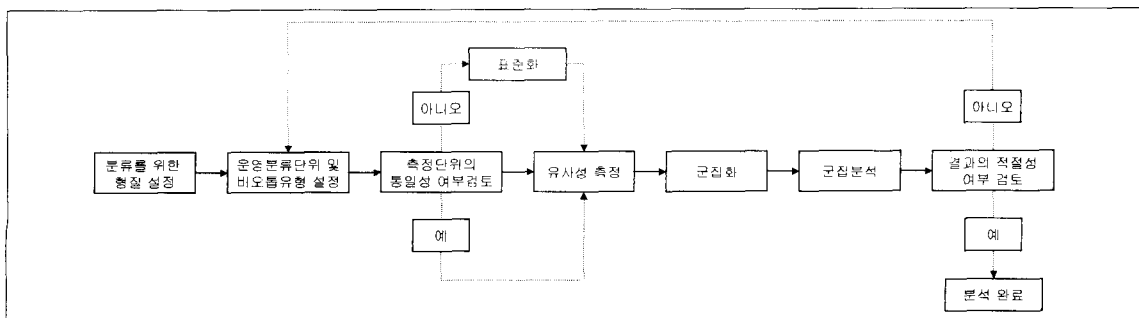 표준화
아니오
아니오
분류를 위한
형질 설정
운영분류단위 및
비오톱유형 설정
측정단위의
통일성 여부검토
유사성 측정
군집화
군집분석
결과의 적절성
여부 검토
예
예
분석 완료